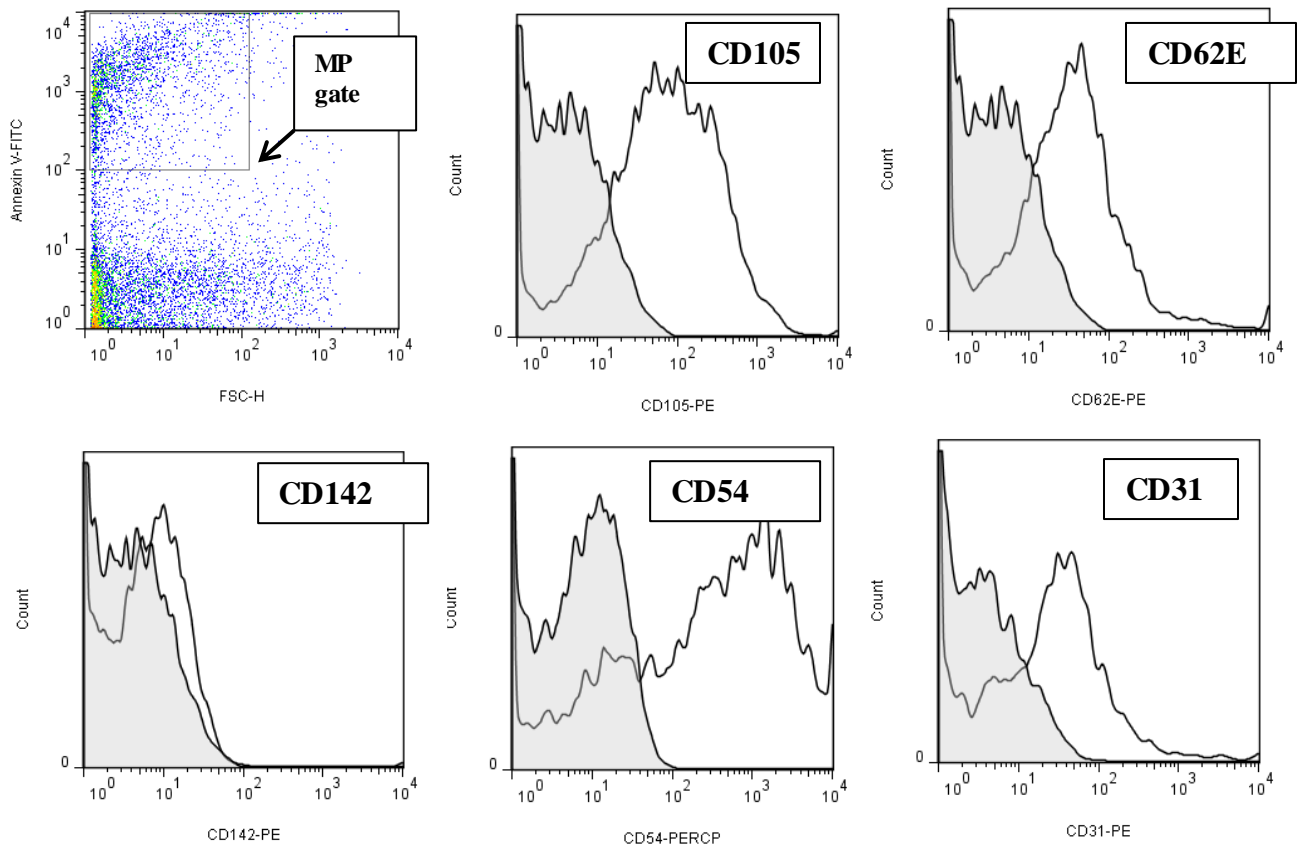 10^4
10^3
10^2
10^1
10^0
Annexin V-FITC
MP
gate
10^0 10^1 10^2 10^3 10^4
FSC-H
CD105
Count
0
10^0 10^1 10^2 10^3 10^4
CD105-PE
CD62E
Count
0
10^0 10^1 10^2 10^3 10^4
CD62E-PE
CD142
Count
0
10^0 10^1 10^2 10^3 10^4
CD142-PE
CD54
Count
0
10^0 10^1 10^2 10^3 10^4
CD54-PERCP
CD31
Count
0
10^0 10^1 10^2 10^3 10^4
CD31-PE